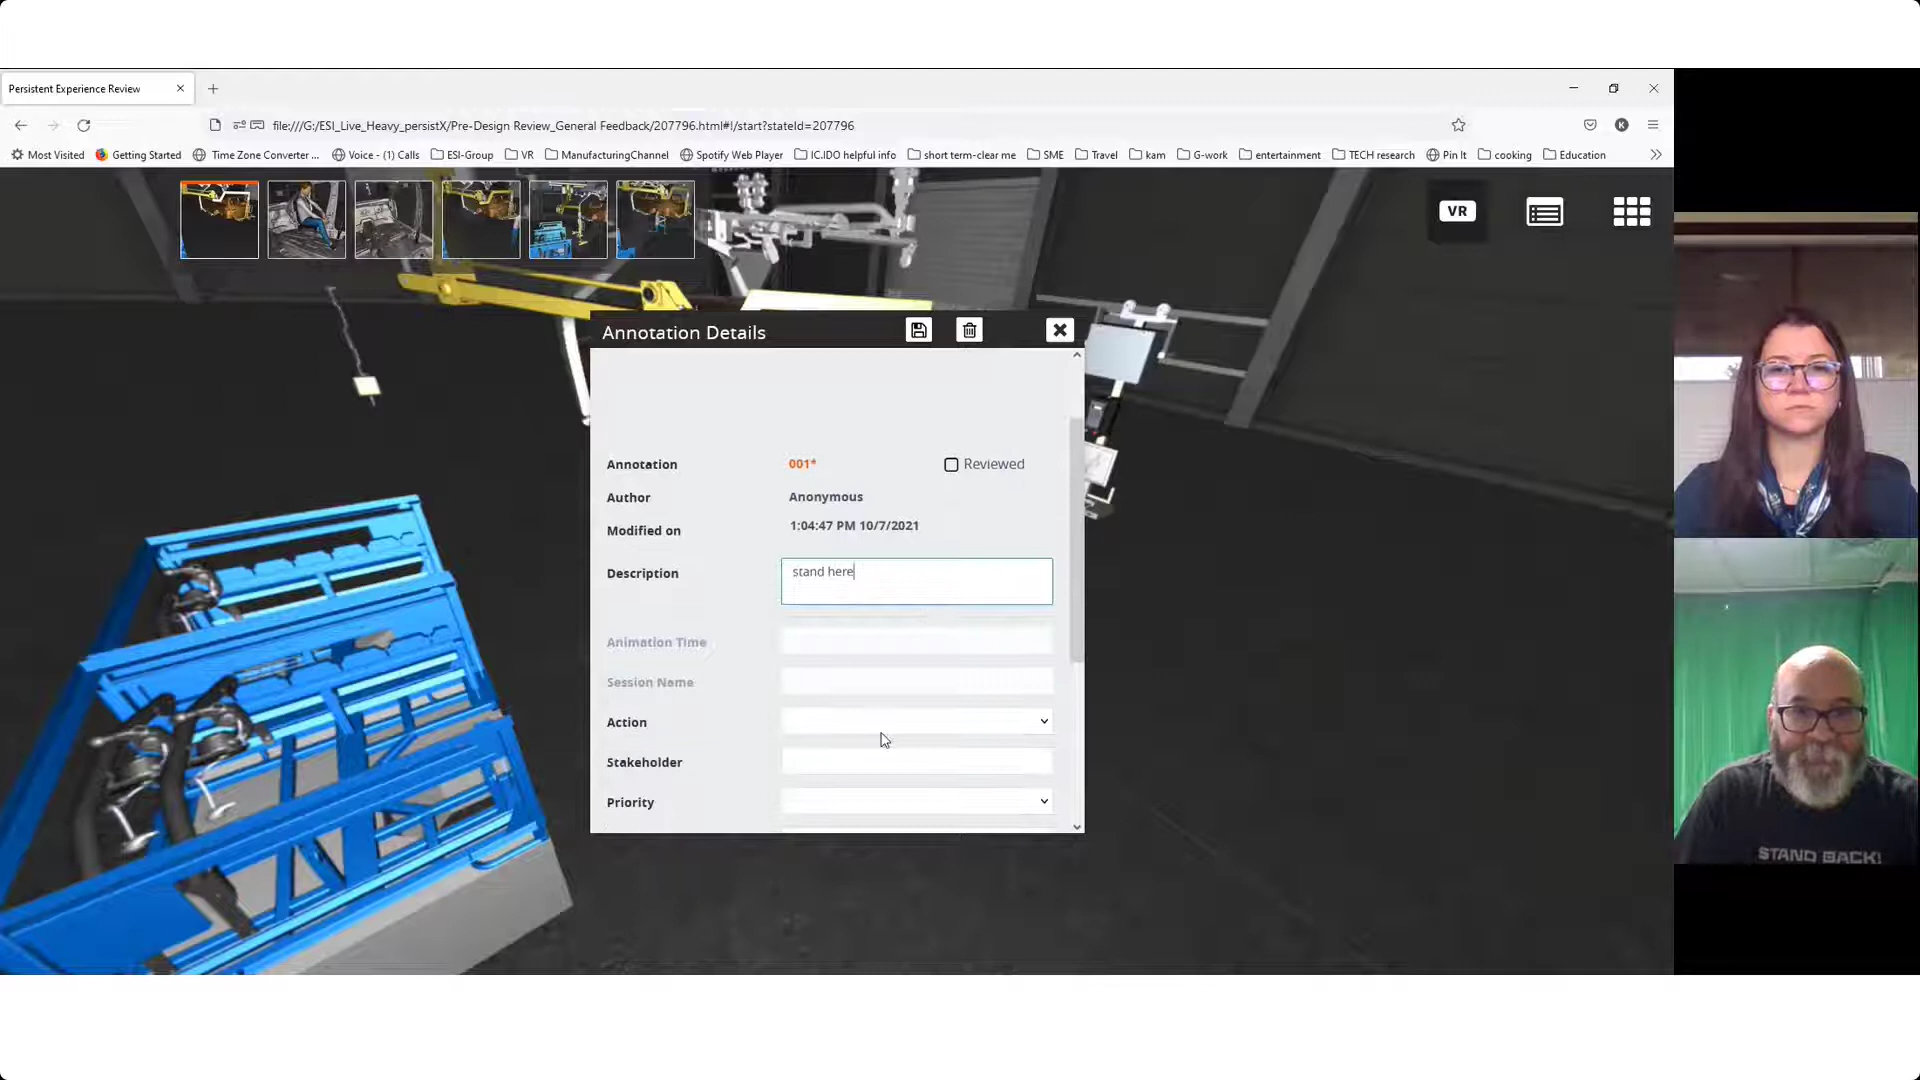 Persistent Experience Review
file:///G:/ESI_Live_Heavy_persistX/Pre-Design Review_General Feedback/207796.html#!/start?stateId=207796
K
Most Visited Getting Started Time Zone Converter ... Voice - (1) Calls ESI-Group VR ManufacturingChannel Spotify Web Player IC.IDO helpful info short term-clear me SME Travel kam G-work entertainment TECH research Pin It cooking Education
VR
Annotation Details
Annotation 001* Reviewed
Author Anonymous
Modified on 1:04:47 PM 10/7/2021
Description stand here
Animation Time
Session Name
Action
Stakeholder
Priority
STAND BACK!